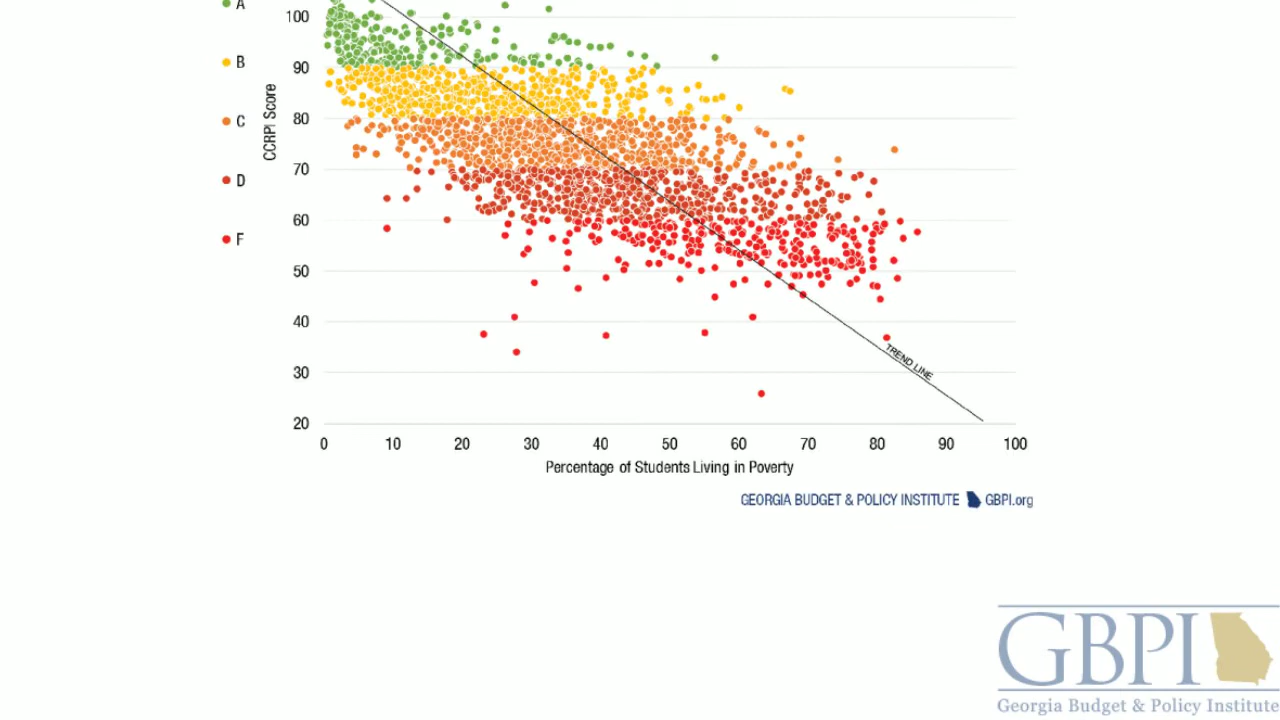 A
B
C
D
F
CCRPI Score
100
90
80
70
60
50
40
30
20
TREND LINE
0 10 20 30 40 50 60 70 80 90 100
Percentage of Students Living in Poverty
GEORGIA BUDGET & POLICY INSTITUTE GBPI.org
GBPI
Georgia Budget & Policy Institute